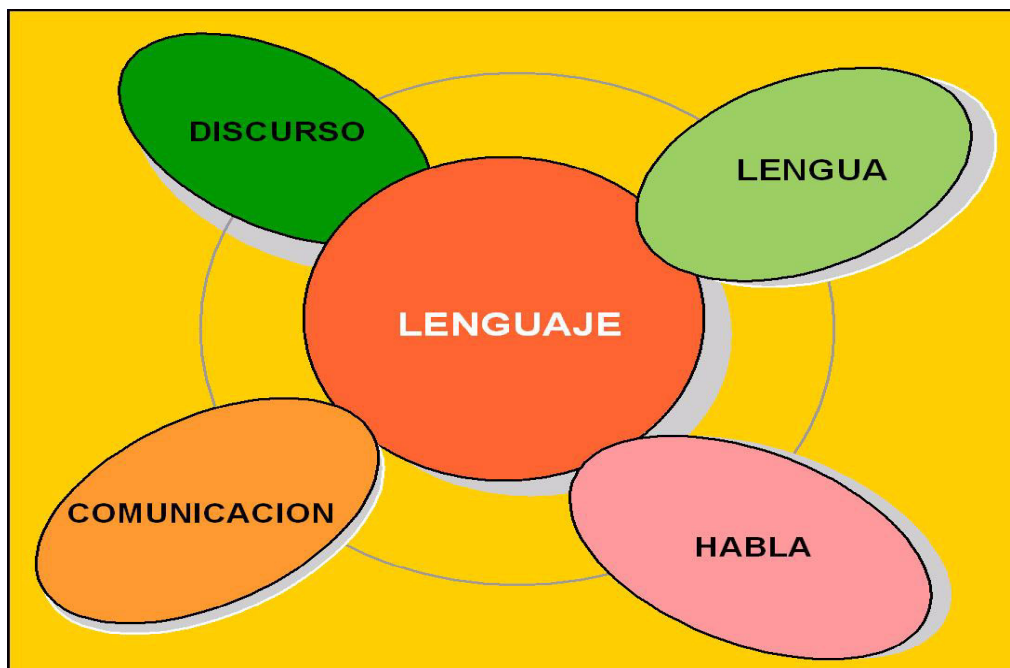 DISCURSO
LENGUA
LENGUAJE
COMUNICACION
HABLA